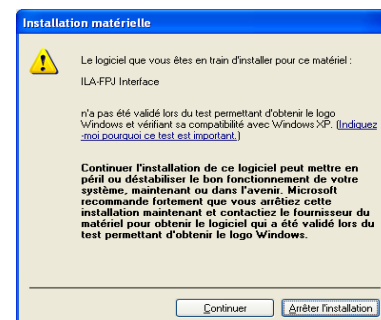 Installation matérielle
Le logiciel que vous êtes en train d'installer pour ce matériel :
ILA-FPJ Interface
n'a pas été validé lors du test permettant d'obtenir le logo
Windows et vérifiant sa compatibilité avec Windows XP. (Indiquez
-moi pourquoi ce test est important.)
Continuer l'installation de ce logiciel peut mettre en
péril ou déstabiliser le bon fonctionnement de votre
système, maintenant ou dans l'avenir. Microsoft
recommande fortement que vous arrêtiez cette
installation maintenant et contactiez le fournisseur du
matériel pour obtenir le logiciel qui a été validé lors du
test permettant d'obtenir le logo Windows.
Continuer
Arrêter l'installation